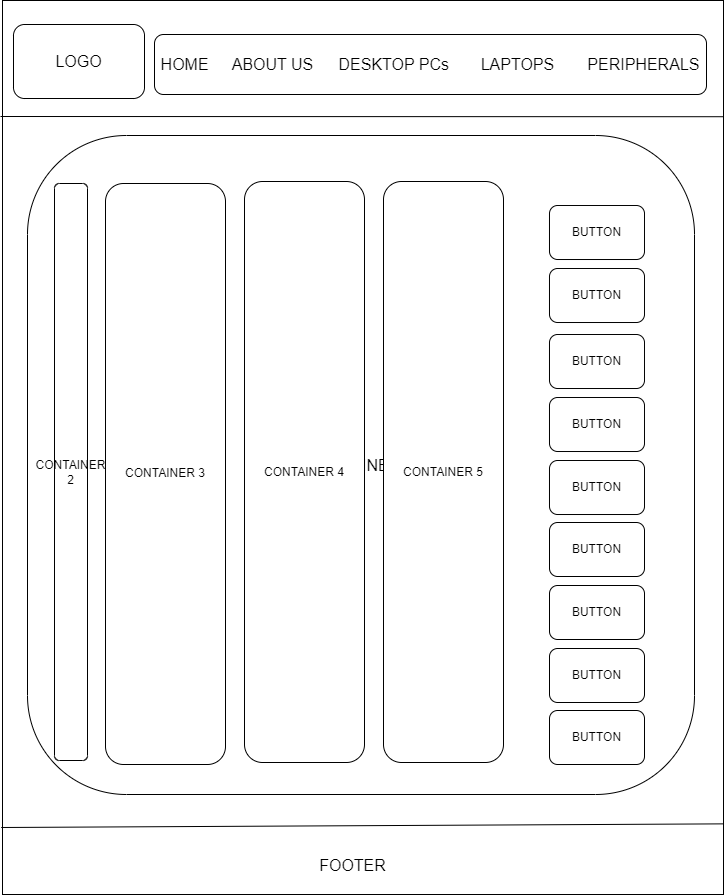 LOGO
HOME ABOUT US DESKTOP PCs LAPTOPS PERIPHERALS
CONTAINER
2
CONTAINER 3
CONTAINER 4
NE
CONTAINER 5
BUTTON
BUTTON
BUTTON
BUTTON
BUTTON
BUTTON
BUTTON
BUTTON
BUTTON
FOOTER